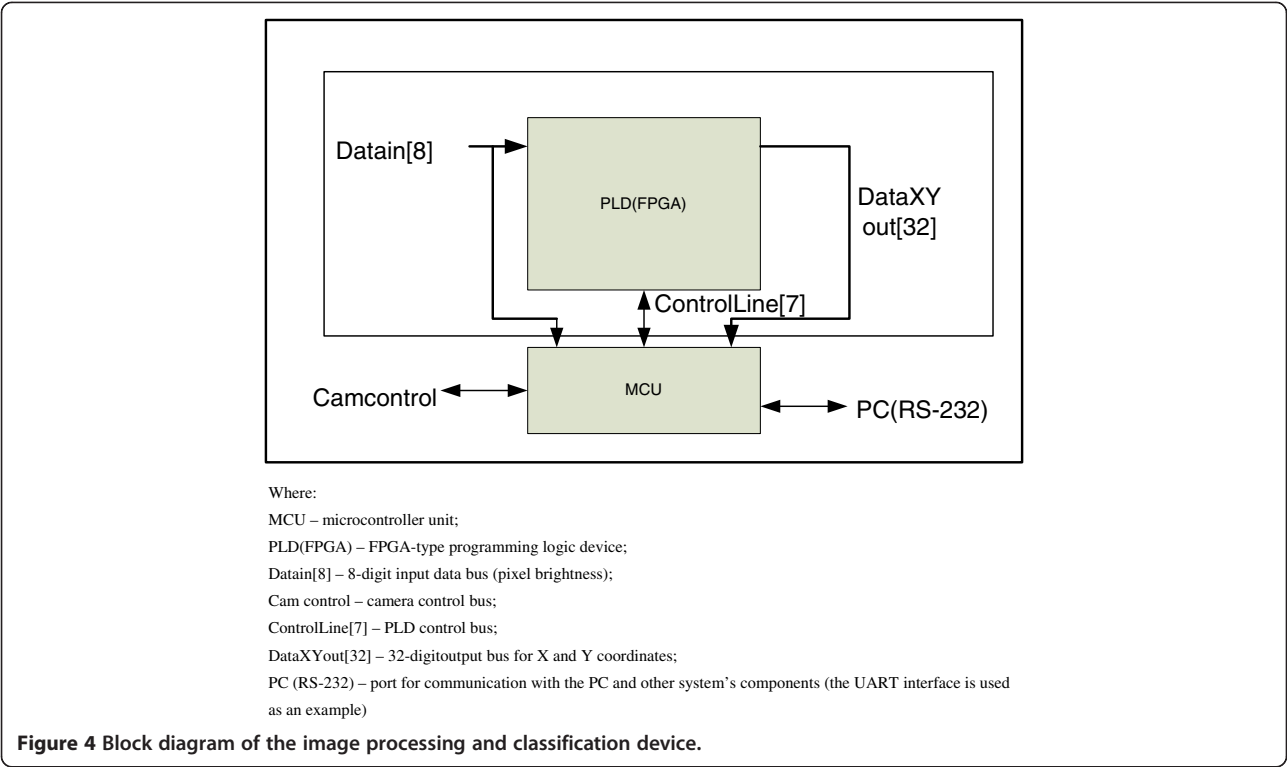 Datain[8]
PLD(FPGA)
DataXY
out[32]
ControlLine[7]
MCU
Camcontrol
PC(RS-232)
Where:
MCU – microcontroller unit;
PLD(FPGA) – FPGA-type programming logic device;
Datain[8] – 8-digit input data bus (pixel brightness);
Cam control – camera control bus;
ControlLine[7] – PLD control bus;
DataXYout[32] – 32-digitoutput bus for X and Y coordinates;
PC (RS-232) – port for communication with the PC and other system’s components (the UART interface is used
as an example)
Figure 4 Block diagram of the image processing and classification device.